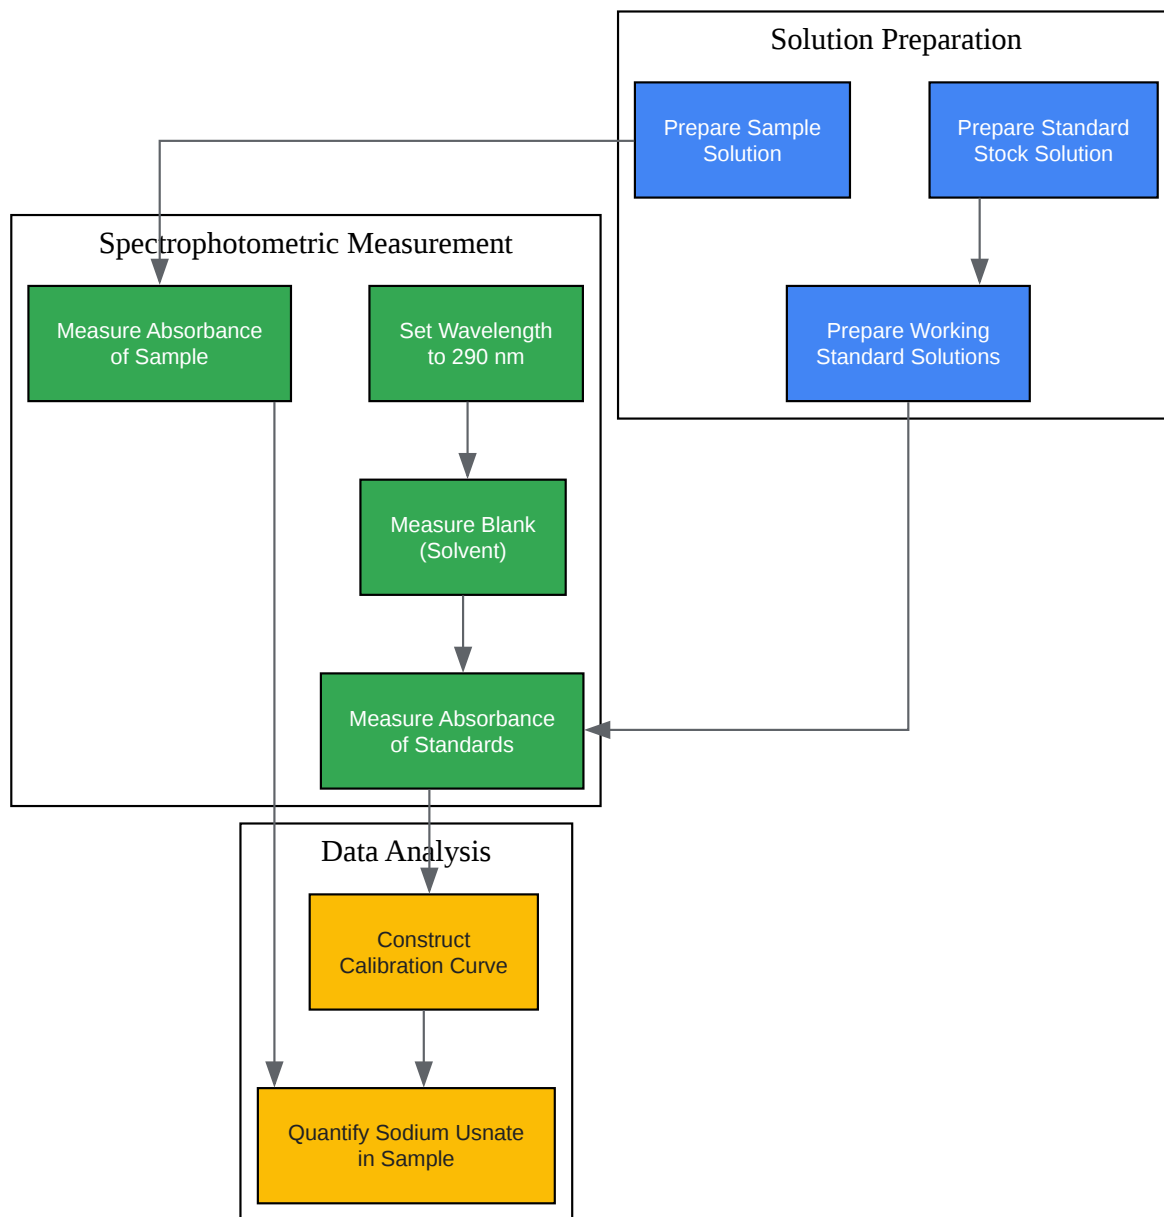 Solution Preparation
Prepare Sample
Solution
Prepare Standard
Stock Solution
Prepare Working
Standard Solutions
Spectrophotometric Measurement
Measure Absorbance
of Sample
Set Wavelength
to 290 nm
Measure Blank
(Solvent)
Measure Absorbance
of Standards
Data Analysis
Construct
Calibration Curve
Quantify Sodium Usnate
in Sample